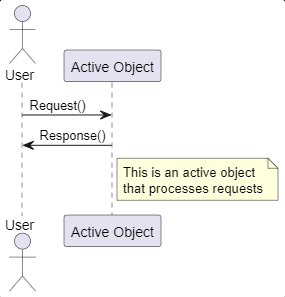 User
Active Object
Request()
Response()
This is an active object
that processes requests
User
Active Object